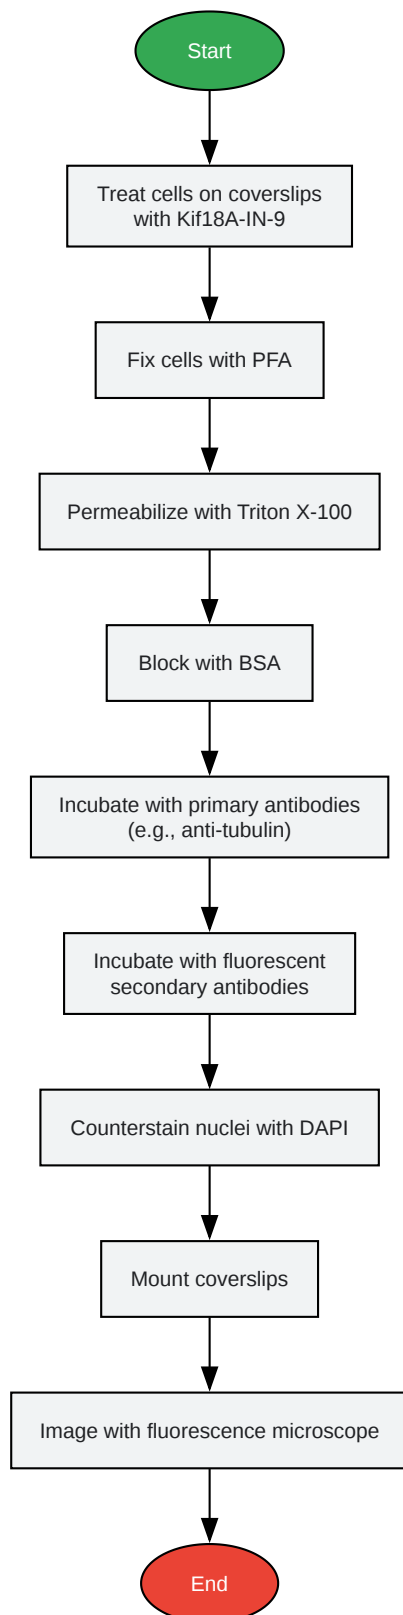 Start
Treat cells on coverslips
with Kif18A-IN-9
Fix cells with PFA
Permeabilize with Triton X-100
Block with BSA
Incubate with primary antibodies
(e.g., anti-tubulin)
Incubate with fluorescent
secondary antibodies
Counterstain nuclei with DAPI
Mount coverslips
Image with fluorescence microscope
End